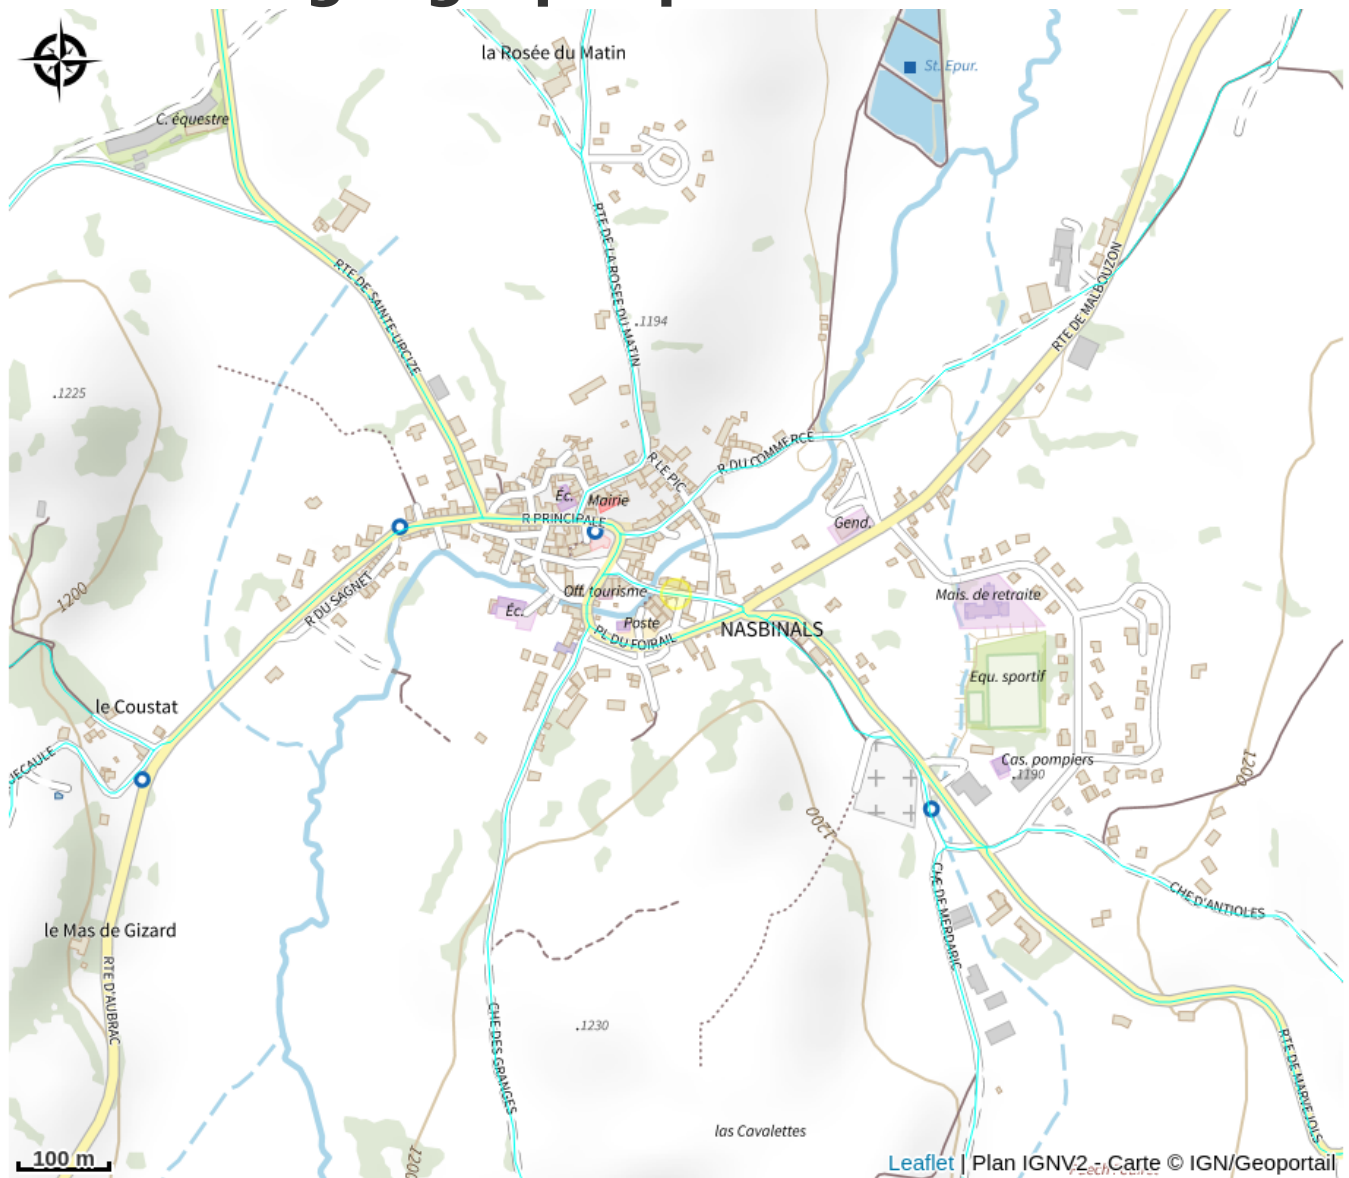 la Rosée du Matin
St. Epur.
C. équestre
RTE DE LA ROSEE DU MATIN
RTE DE SAINTE-URCIZE
RTE DE MALBOUZON
.1194
.1225
R LE PIC
R DU COMMERCE
Éc.
Mairie
R PRINCIPALE
Gend.
1200
R DU SAGNET
Off. tourisme
Mais. de retraite
Éc.
Poste
NASBINALS
PL DU FOIRAIL
Equ. sportif
le Coustat
Cas. pompiers
.1190
1200
1200
CHE DE MERDARIC
CHE D'ANTIOLES
le Mas de Gizard
RTE D'AUBRAC
.1230
CHE DES GRANGES
RTE DE MARVEJOLS
las Cavalettes
1200
100 m
Leaflet | Plan IGNV2 - Carte © IGN/Geoportail